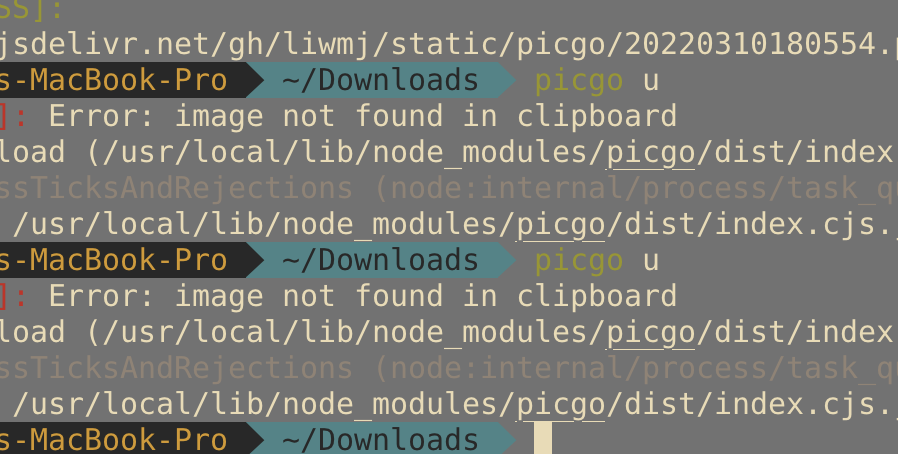 SS]:
jsdelivr.net/gh/liwmj/static/picgo/20220310180554.
s-MacBook-Pro ~/Downloads picgo u
]: Error: image not found in clipboard
load (/usr/local/lib/node_modules/picgo/dist/index
ssTicksAndRejections (node:internal/process/task_q
/usr/local/lib/node_modules/picgo/dist/index.cjs.
s-MacBook-Pro ~/Downloads picgo u
]: Error: image not found in clipboard
load (/usr/local/lib/node_modules/picgo/dist/index
ssTicksAndRejections (node:internal/process/task_q
/usr/local/lib/node_modules/picgo/dist/index.cjs.
s-MacBook-Pro ~/Downloads